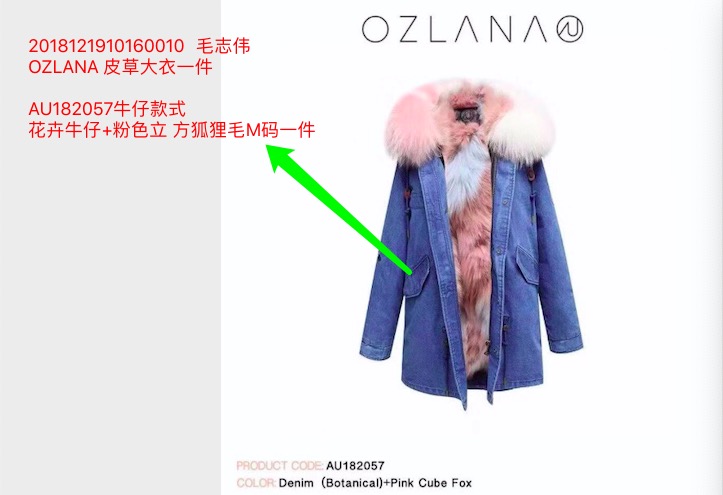 OZLANA
2018121910160010 毛志伟
OZLANA 皮草大衣一件
AU182057牛仔款式
花卉牛仔+粉色立 方狐狸毛M码一件
PRODUCT CODE: AU182057
COLOR: Denim (Botanical)+Pink Cube Fox